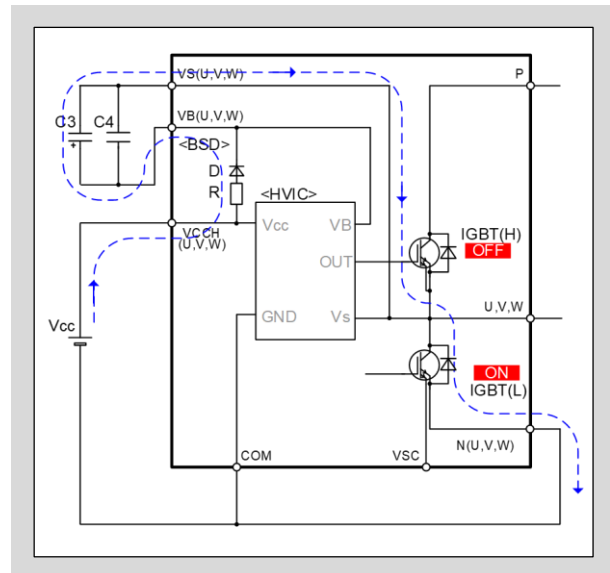 VS(U,V,W)
P
C3
C4
VB(U,V,W)
+
<BSD>
D
R
<HVIC>
Vcc
VB
IGBT(H)
OFF
VCCH
(U,V,W)
OUT
U,V,W
GND
Vs
Vcc
ON
IGBT(L)
N(U,V,W)
COM
VSC